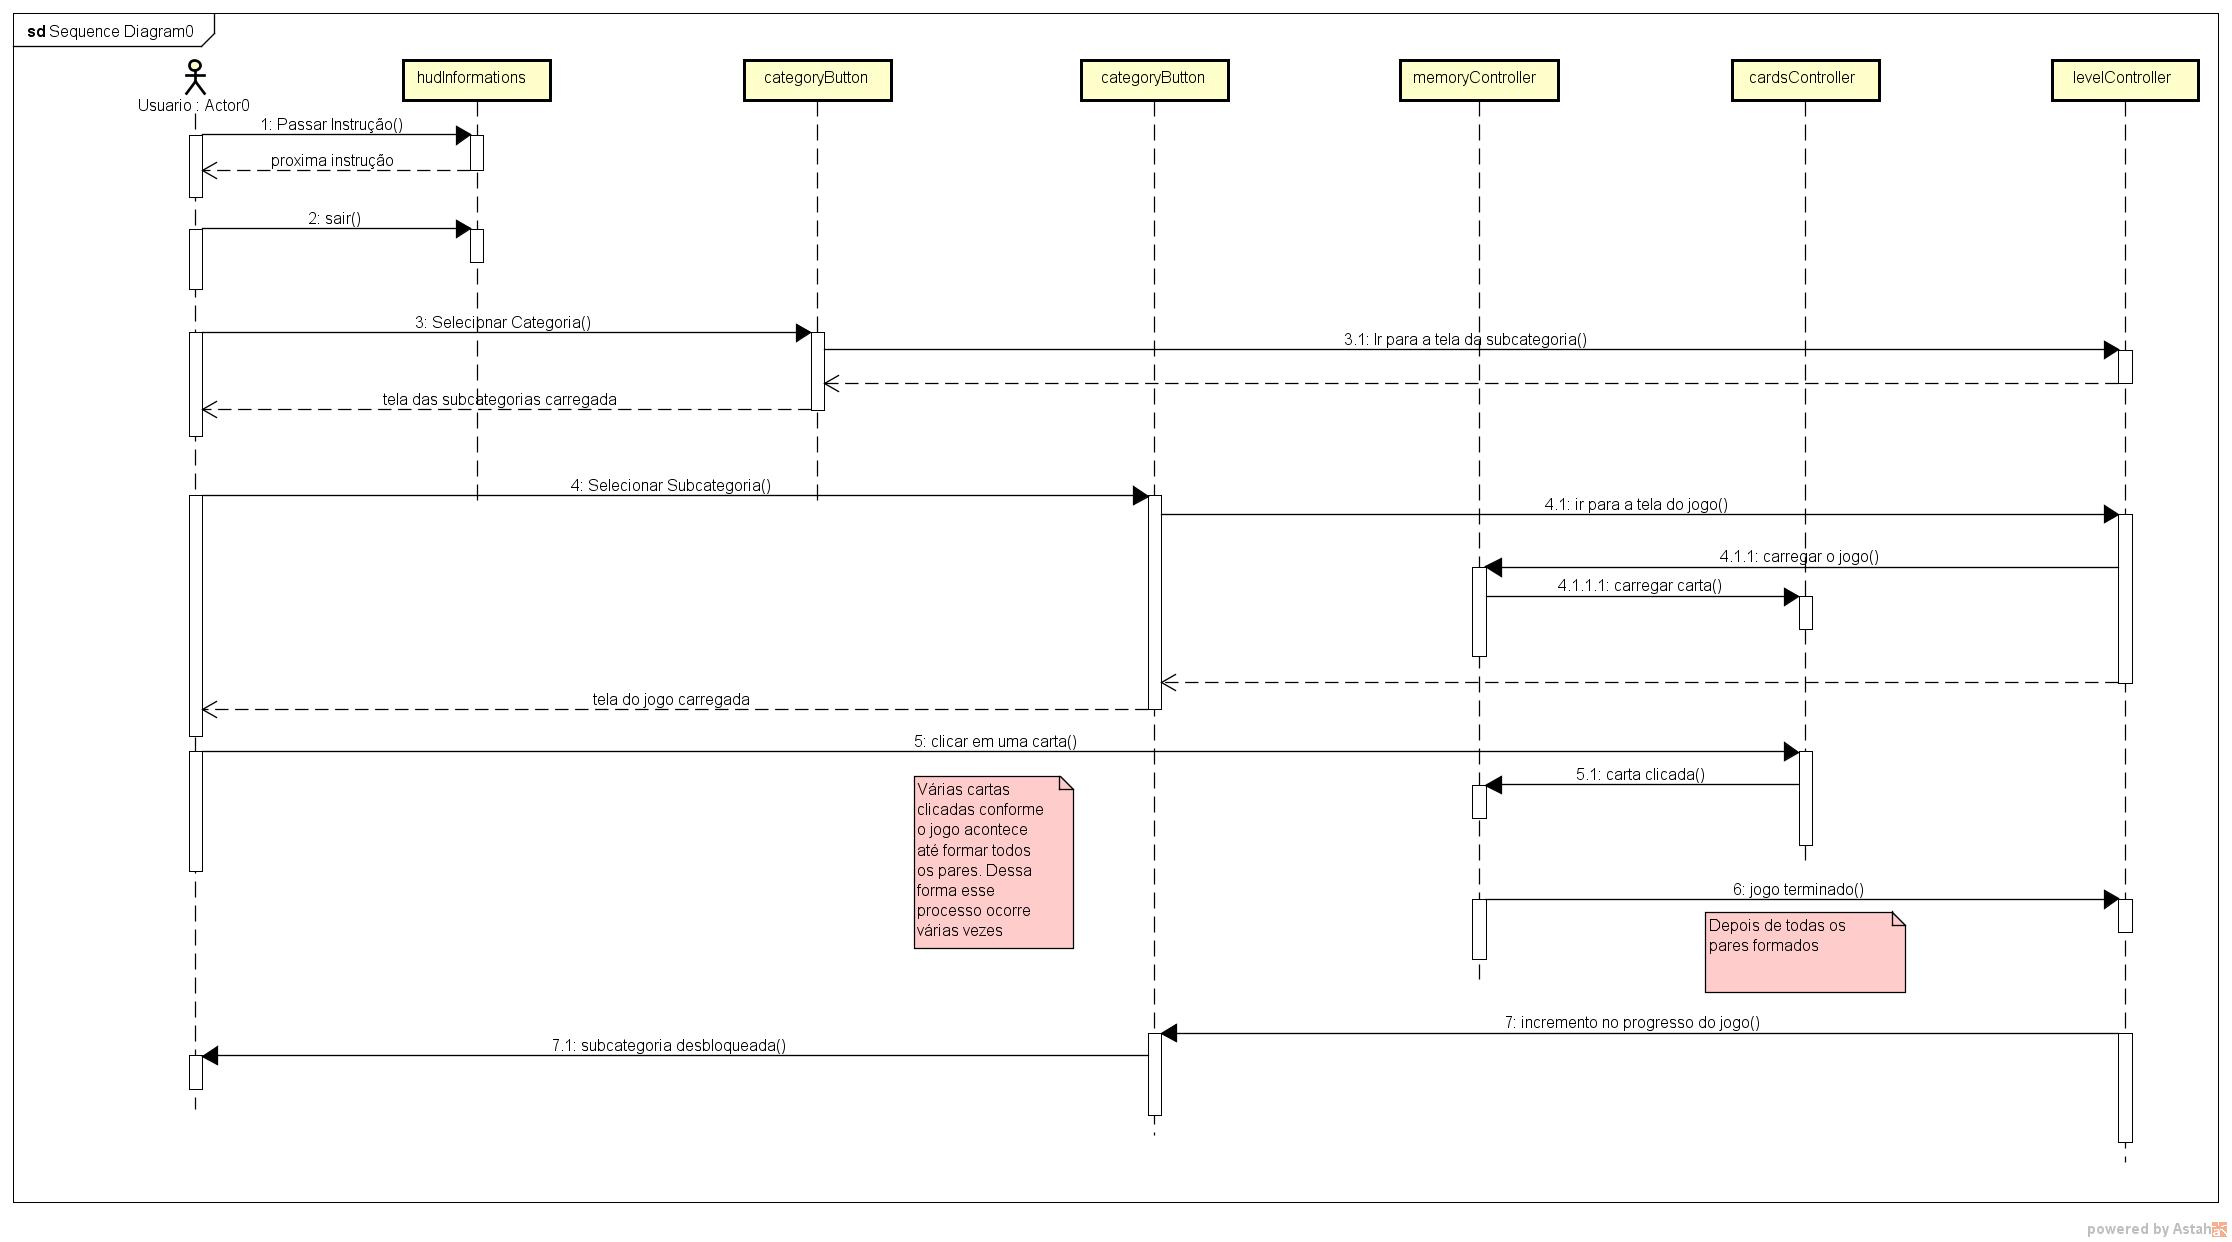 sd Sequence Diagram0
Usuario : Actor0
hudInformations
categoryButton
categoryButton
memoryController
cardsController
levelController
1: Passar Instrução()
proxima instrução
2: sair()
3: Selecionar Categoria()
3.1: Ir para a tela da subcategoria()
tela das subcategorias carregada
4: Selecionar Subcategoria()
4.1: ir para a tela do jogo()
4.1.1: carregar o jogo()
4.1.1.1: carregar carta()
tela do jogo carregada
5: clicar em uma carta()
5.1: carta clicada()
Várias cartas
clicadas conforme
o jogo acontece
até formar todos
os pares. Dessa
forma esse
processo ocorre
várias vezes
6: jogo terminado()
Depois de todas os
pares formados
7: incremento no progresso do jogo()
7.1: subcategoria desbloqueada()
powered by Astah